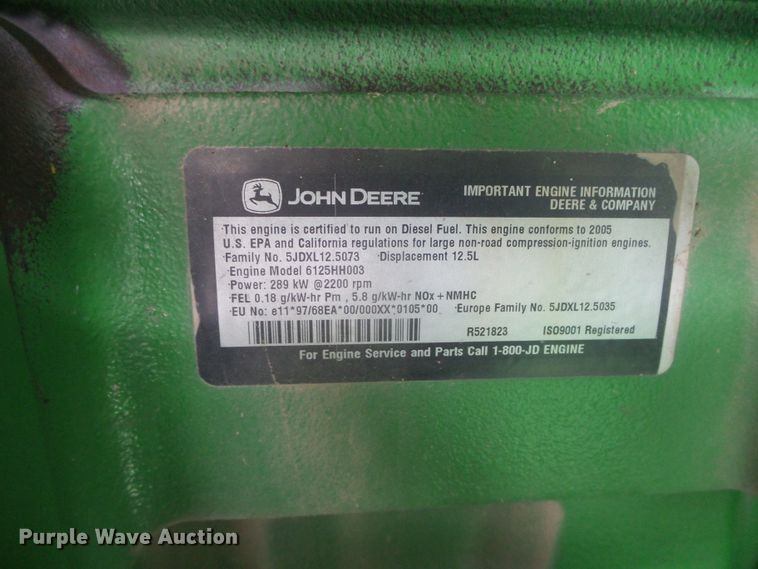 JOHN DEERE
IMPORTANT ENGINE INFORMATION
DEERE & COMPANY
This engine is certified to run on Diesel Fuel. This engine conforms to 2005
U.S. EPA and California regulations for large non-road compression-ignition engines.
Family No. 5JDXL12.5073 Displacement 12.5L
Engine Model 6125HH003
Power: 289 kW @2200 rpm
FEL 0.18 g/kW-hr Pm , 5.8 g/kW-hr NOx + NMHC
EU No: e11*97/68EA*00/000XX*0105*00 Europe Family No. 5JDXL12.5035
R521823 ISO9001 Registered
For Engine Service and Parts Call 1-800-JD ENGINE
Purple Wave Auction®